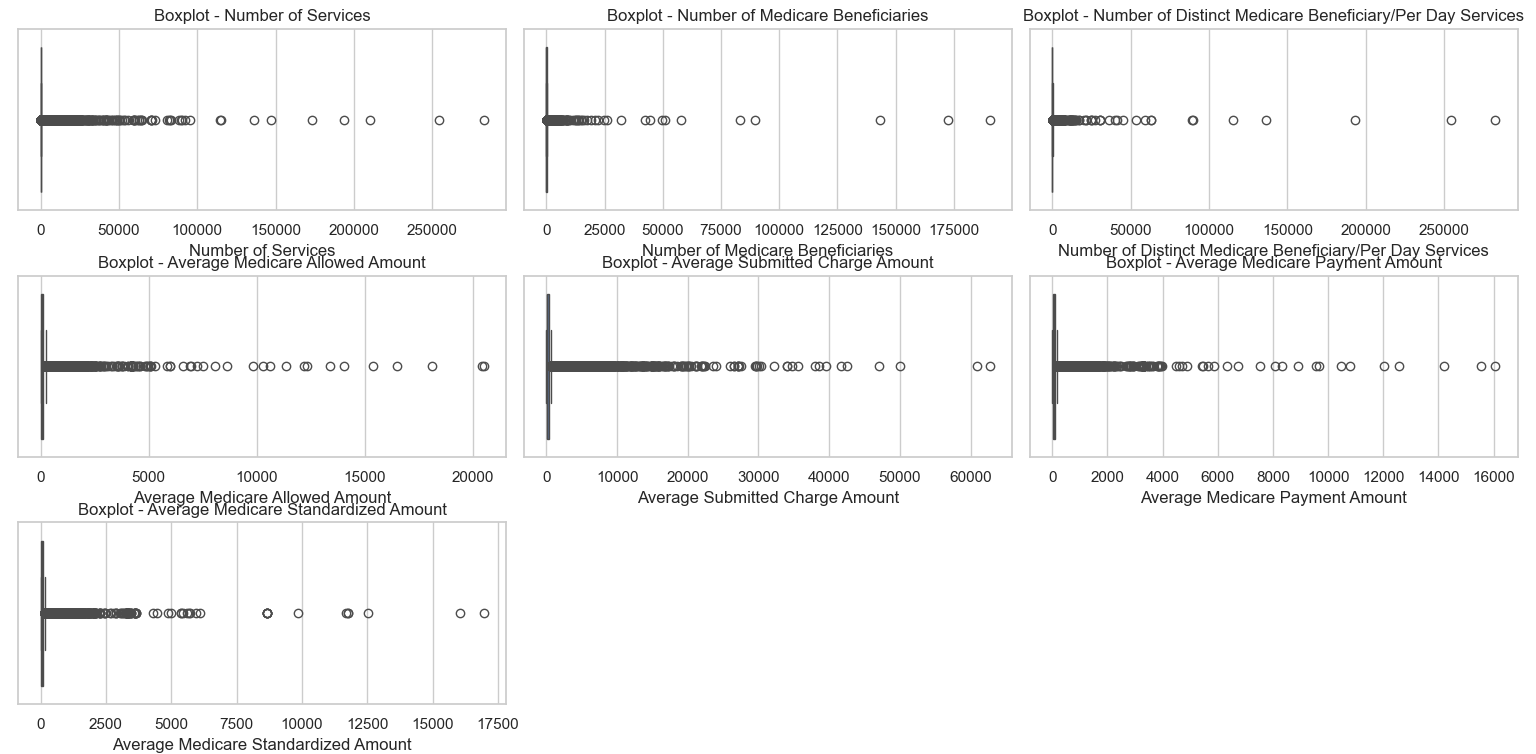 Boxplot - Number of Services
0 50000 100000 150000 200000 250000
Number of Services
Boxplot - Number of Medicare Beneficiaries
0 25000 50000 75000 100000 125000 150000 175000
Number of Medicare Beneficiaries
Boxplot - Number of Distinct Medicare Beneficiary/Per Day Services
0 50000 100000 150000 200000 250000
Number of Distinct Medicare Beneficiary/Per Day Services
Boxplot - Average Medicare Allowed Amount
0 5000 10000 15000 20000
Average Medicare Allowed Amount
Boxplot - Average Submitted Charge Amount
0 10000 20000 30000 40000 50000 60000
Average Submitted Charge Amount
Boxplot - Average Medicare Payment Amount
0 2000 4000 6000 8000 10000 12000 14000 16000
Average Medicare Payment Amount
Boxplot - Average Medicare Standardized Amount
0 2500 5000 7500 10000 12500 15000 17500
Average Medicare Standardized Amount